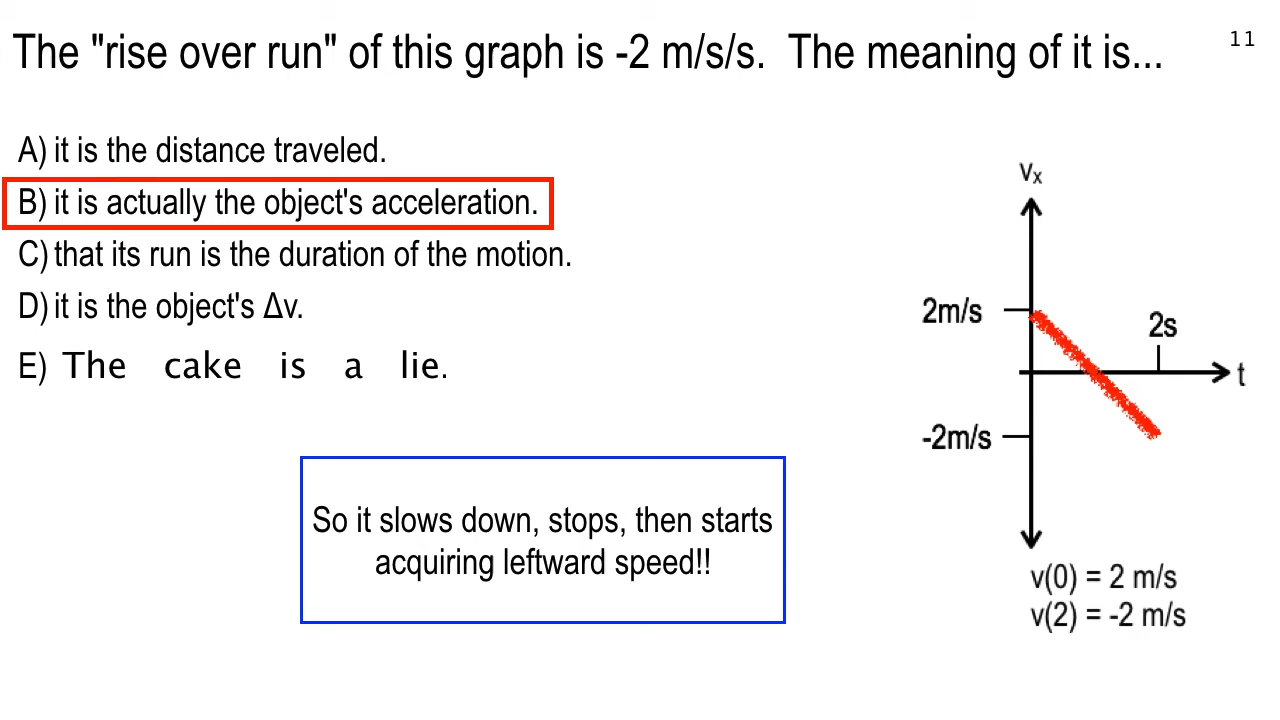 The "rise over run" of this graph is -2 m/s/s.  The meaning of it is...
11
A) it is the distance traveled.
B) it is actually the object's acceleration.
C) that its run is the duration of the motion.
D) it is the object's Δv.
E) The cake is a lie.
So it slows down, stops, then starts
acquiring leftward speed!!
vₓ
2m/s
2s
t
-2m/s
v(0) = 2 m/s
v(2) = -2 m/s